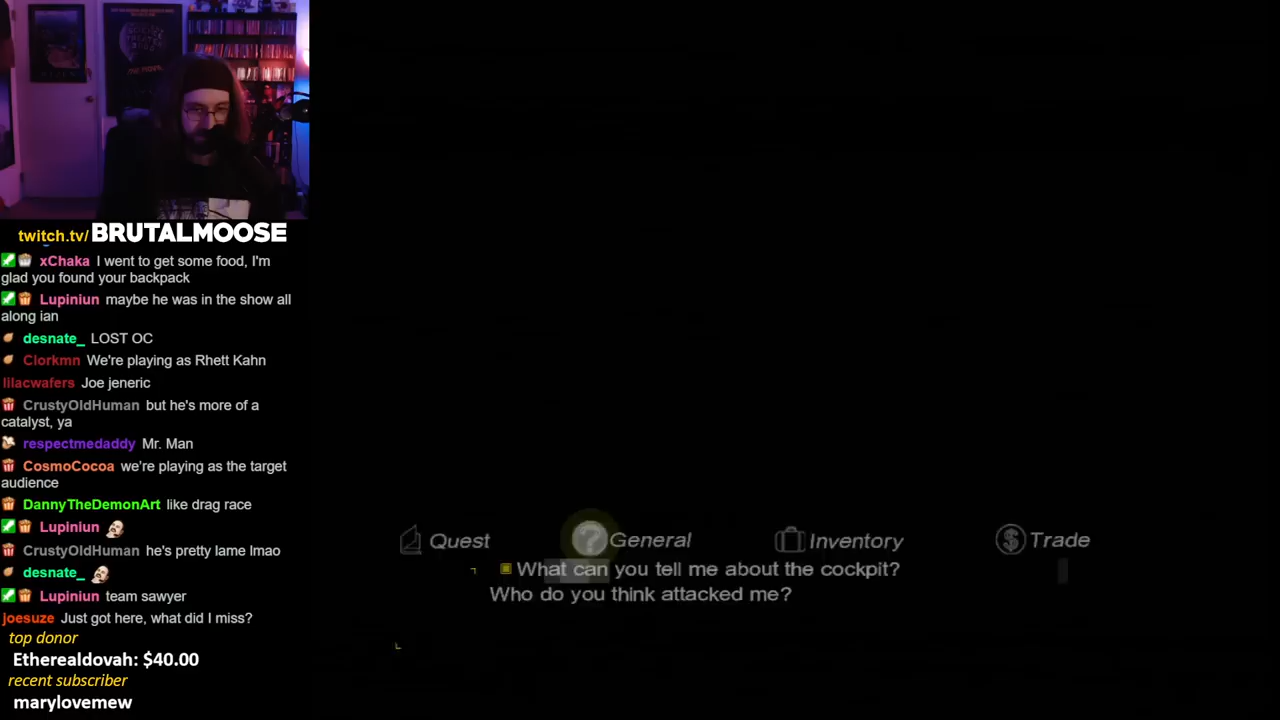 twitch.tv/BRUTALMOOSE
xChaka I went to get some food, I'm
glad you found your backpack
Lupiniun maybe he was in the show all
along ian
desnate_ LOST OC
Clorkmn We're playing as Rhett Kahn
lilacwafers Joe jeneric
CrustyOldHuman but he's more of a
catalyst, ya
respectmedaddy Mr. Man
CosmoCocoa we're playing as the target
audience
DannyTheDemonArt like drag race
Lupiniun
CrustyOldHuman he's pretty lame lmao
desnate_
Lupiniun team sawyer
joesuze Just got here, what did I miss?
top donor
Etherealdovah: $40.00
recent subscriber
marylovemew
Quest
? General
Inventory
$ Trade
What can you tell me about the cockpit?
Who do you think attacked me?